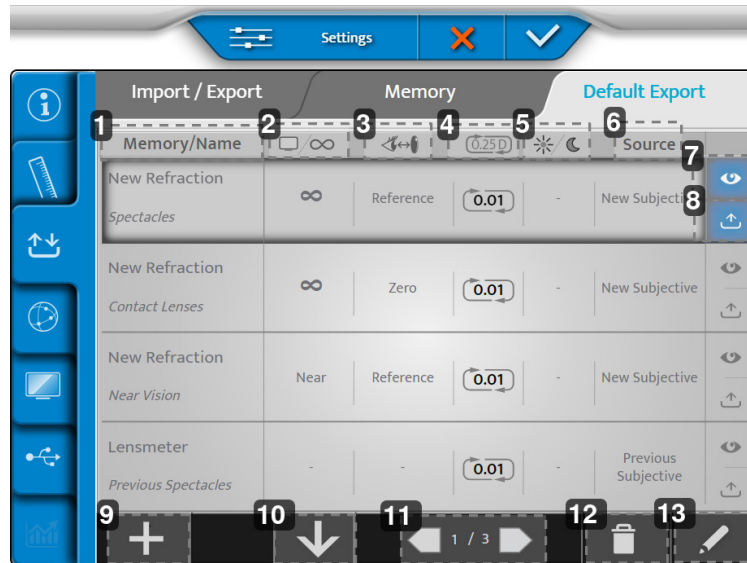 Settings
Import / Export Memory Default Export
1 2 3 4 5 6 7
Memory/Name /∞ 0.25 D / Source
New Refraction
Spectacles
∞ Reference 0.01 - New Subjecti
8
New Refraction
Contact Lenses
∞ Zero 0.01 - New Subjective
New Refraction
Near Vision
Near Reference 0.01 - New Subjective
Lensmeter
Previous Spectacles
- - 0.01 - Previous
Subjective
9 10 11 12 13
1 / 3